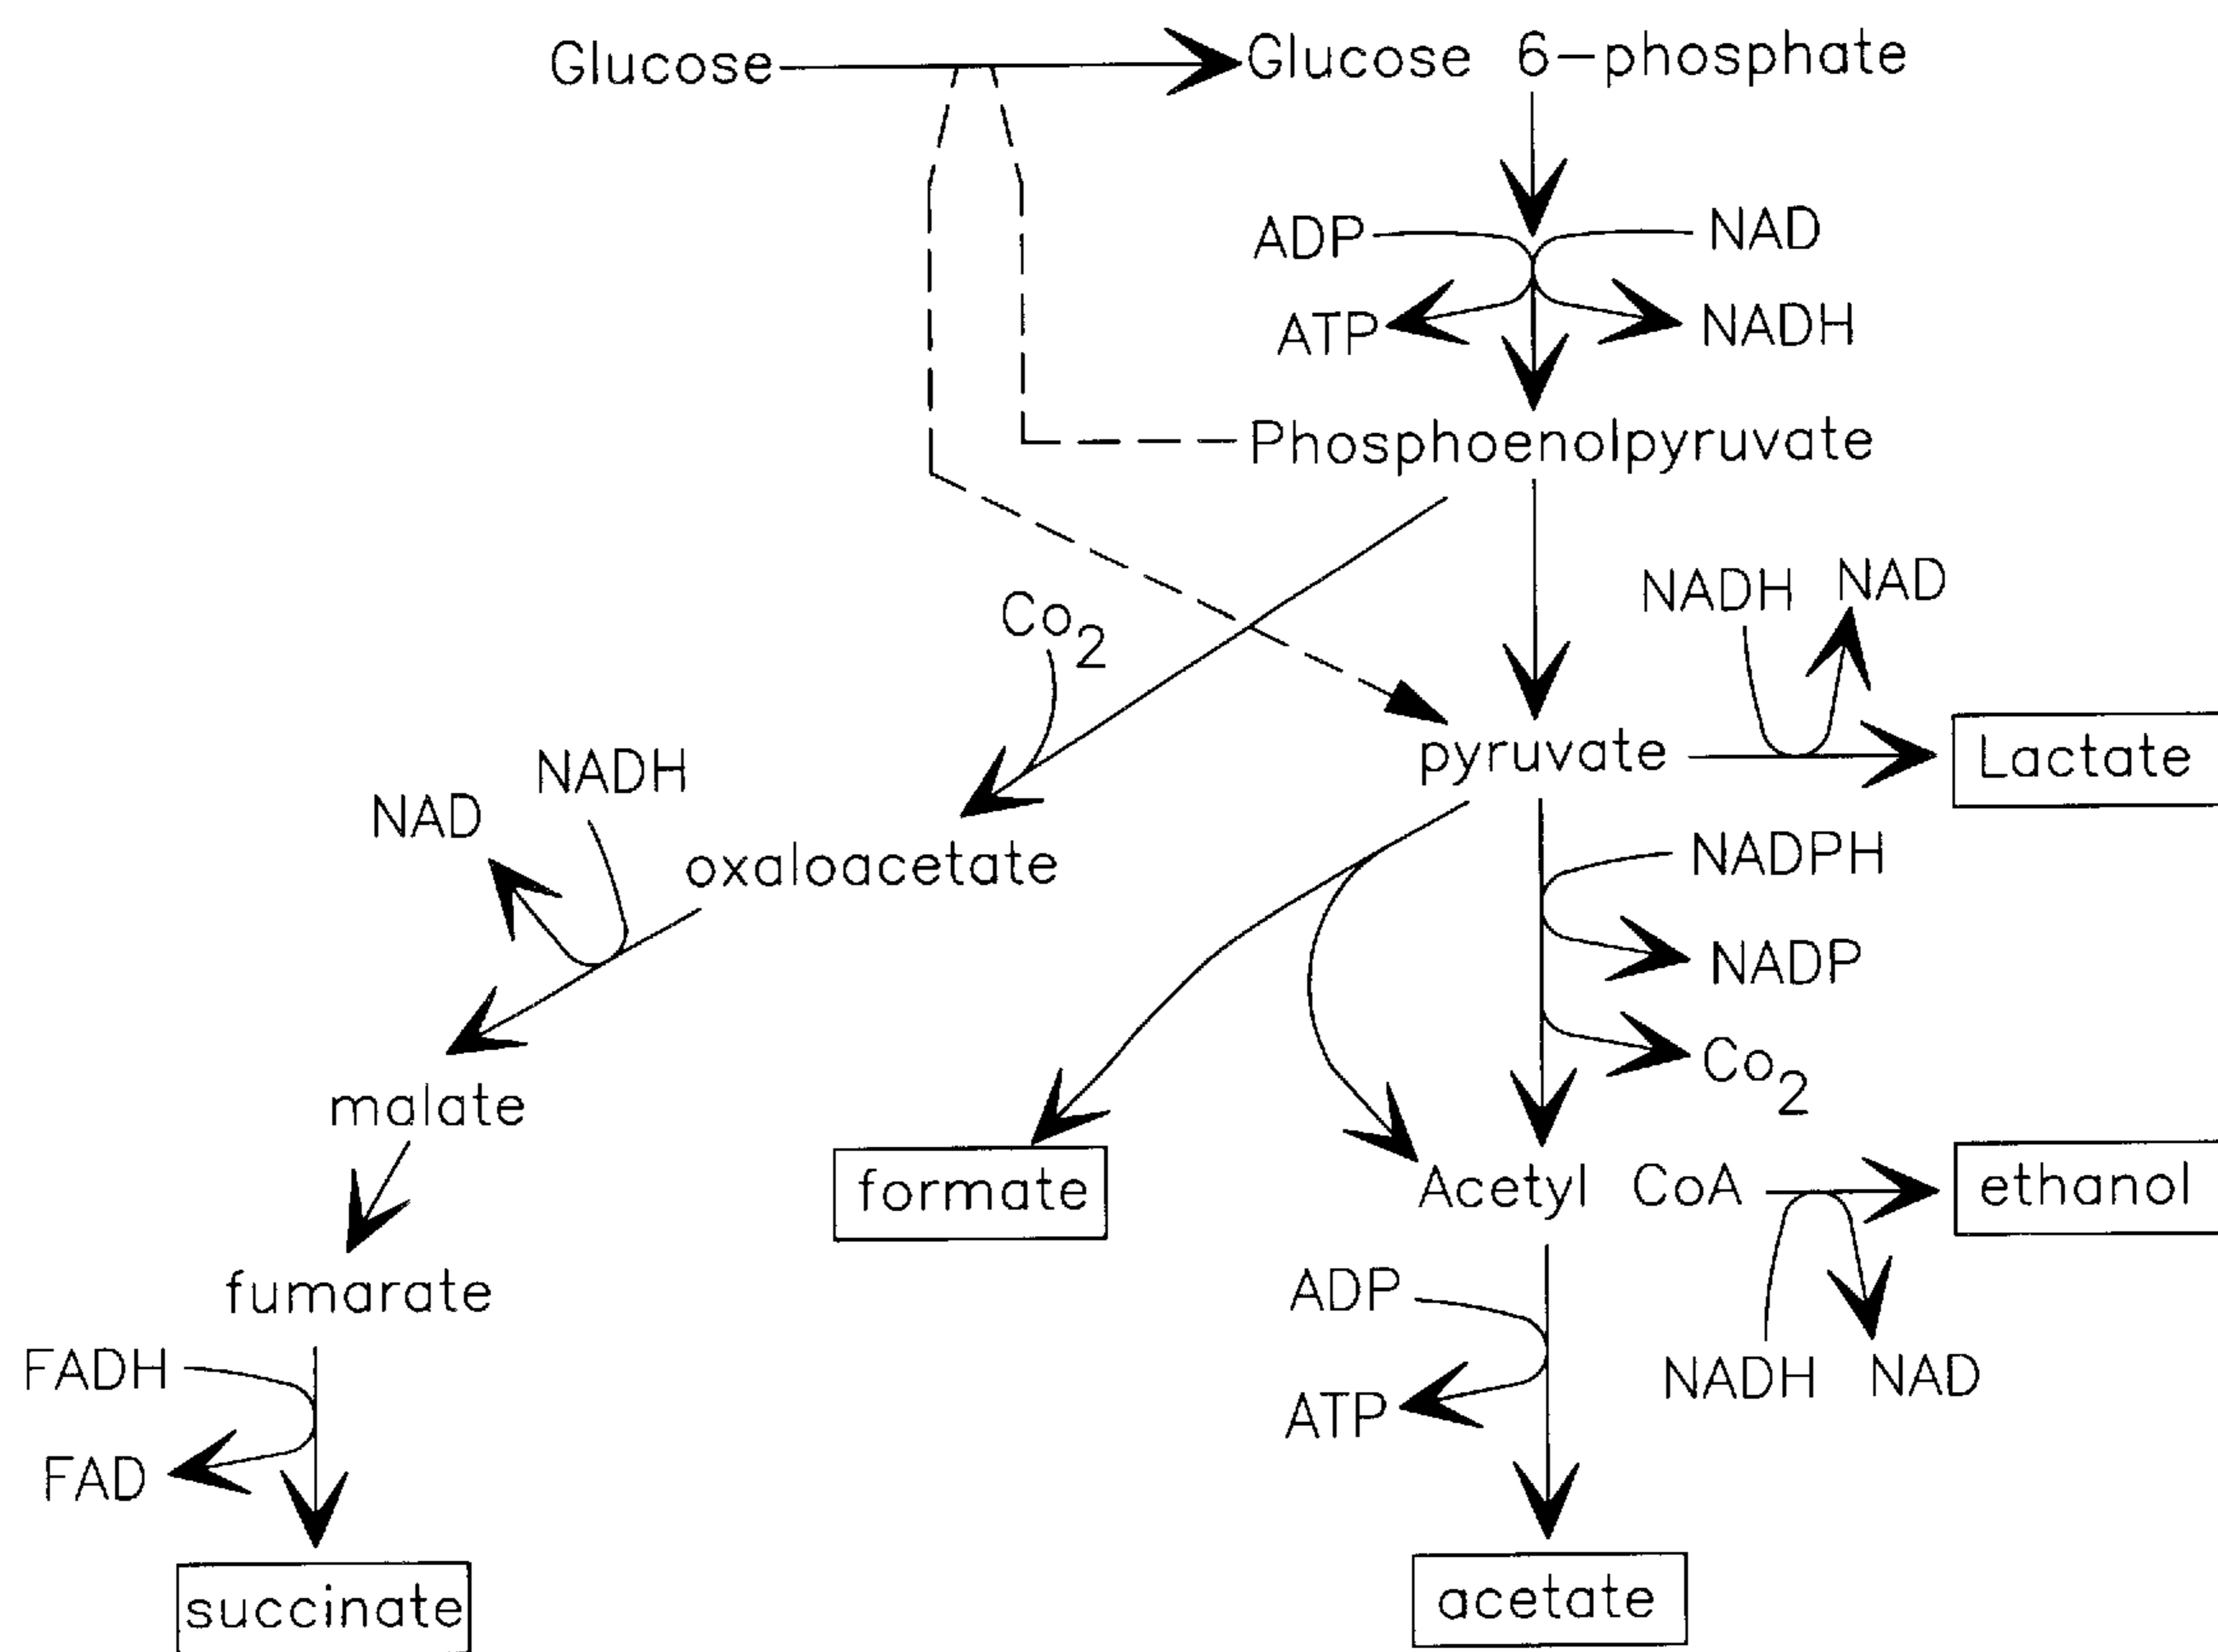 Glucose
Glucose 6-phosphate
ADP
NAD
ATP
NADH
Phosphoenolpyruvate
Co2
NADH
NAD
pyruvate
Lactate
NADH
NAD
oxaloacetate
NADPH
NADP
Co2
malate
formate
Acetyl CoA
ethanol
fumarate
ADP
FADH
NADH
NAD
ATP
FAD
succinate
acetate